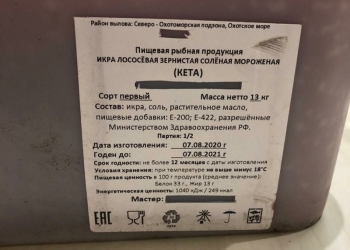 Район вылова: Северо - Охотоморская подзона, Охотское море
Пищевая рыбная продукция
ИКРА ЛОСОСЁВАЯ ЗЕРНИСТАЯ СОЛЁНАЯ МОРОЖЕНАЯ
(КЕТА)
Сорт первый Масса нетто 13 кг
Состав: икра, соль, растительное масло,
пищевые добавки: Е-200; Е-422, разрешённые
Министерством Здравоохранения РФ.
Партия: 1/2
Дата изготовления: 07.08.2020 г
Годен до: 07.08.2021 г
Срок годности: не более 12 месяцев с даты изготовления
Условия хранения: при температуре не выше минус 18°С
Пищевая ценность в 100 г продукта (среднее значение):
Белок 33 г., Жир 13 г
Энергетическая ценность: 1040 кДж / 249 ккал
Мастер:
ЕАС